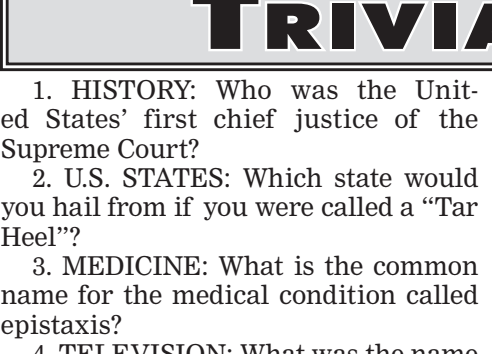 TRIVIA
1. HISTORY: Who was the Unit-
ed States’ first chief justice of the
Supreme Court?
2. U.S. STATES: Which state would
you hail from if you were called a “Tar
Heel”?
3. MEDICINE: What is the common
name for the medical condition called
epistaxis?
4. TELEVISION: What was the name